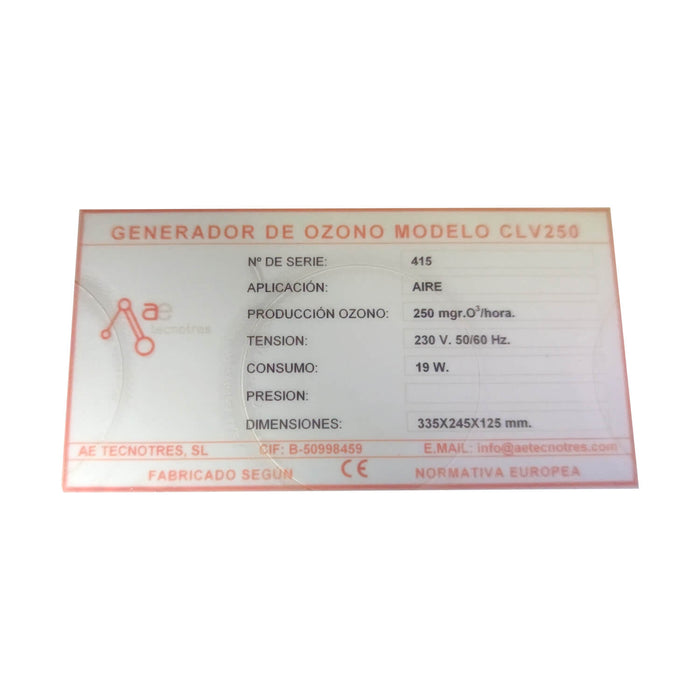 GENERADOR DE OZONO MODELO CLV250
Nº DE SERIE: 415
APLICACIÓN: AIRE
PRODUCCIÓN OZONO: 250 mgr.O³/hora.
TENSION: 230 V. 50/60 Hz.
CONSUMO: 19 W.
PRESION:
DIMENSIONES: 335X245X125 mm.
ae
tecnotres
AE TECNOTRES, SL CIF: B-50998459 E,MAIL: info@aetecnotres.com
FABRICADO SEGUN CE NORMATIVA EUROPEA